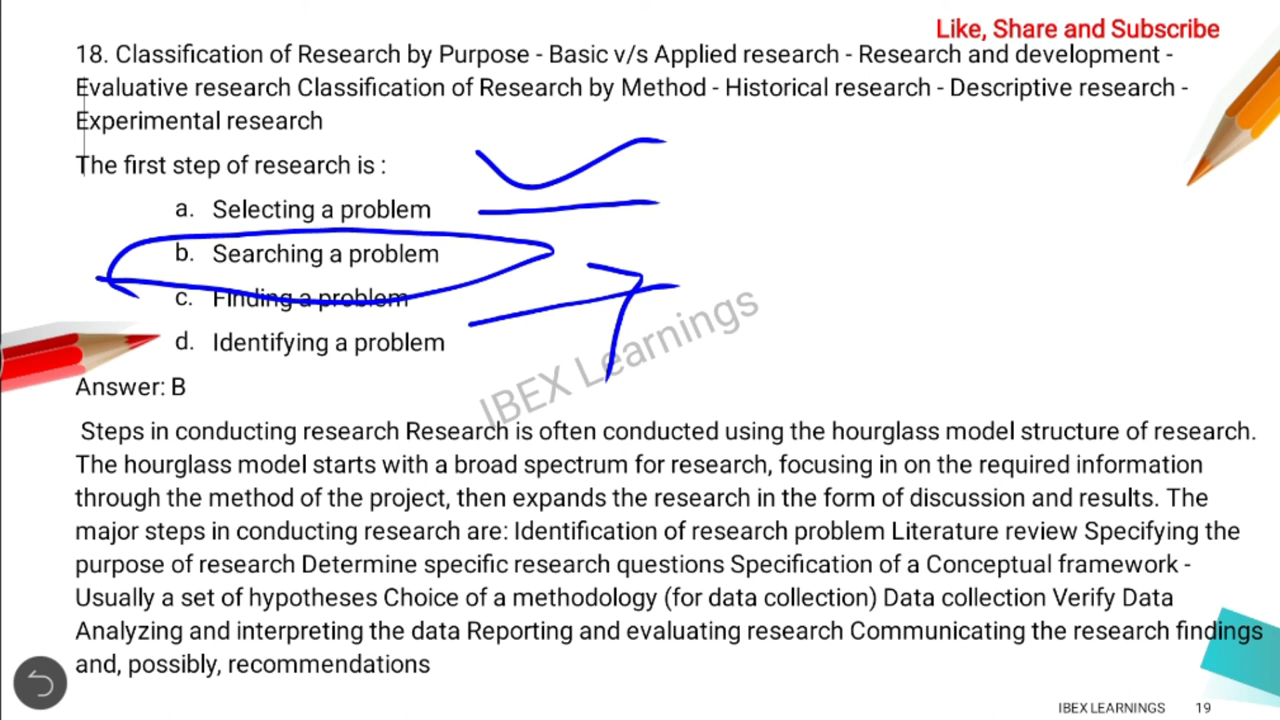 Like, Share and Subscribe
18. Classification of Research by Purpose - Basic v/s Applied research - Research and development -
Evaluative research Classification of Research by Method - Historical research - Descriptive research -
Experimental research
The first step of research is :
a. Selecting a problem
b. Searching a problem
c. Finding a problem
d. Identifying a problem
Answer: B
IBEX Learnings
Steps in conducting research Research is often conducted using the hourglass model structure of research.
The hourglass model starts with a broad spectrum for research, focusing in on the required information
through the method of the project, then expands the research in the form of discussion and results. The
major steps in conducting research are: Identification of research problem Literature review Specifying the
purpose of research Determine specific research questions Specification of a Conceptual framework -
Usually a set of hypotheses Choice of a methodology (for data collection) Data collection Verify Data
Analyzing and interpreting the data Reporting and evaluating research Communicating the research findings
and, possibly, recommendations
IBEX LEARNINGS 19